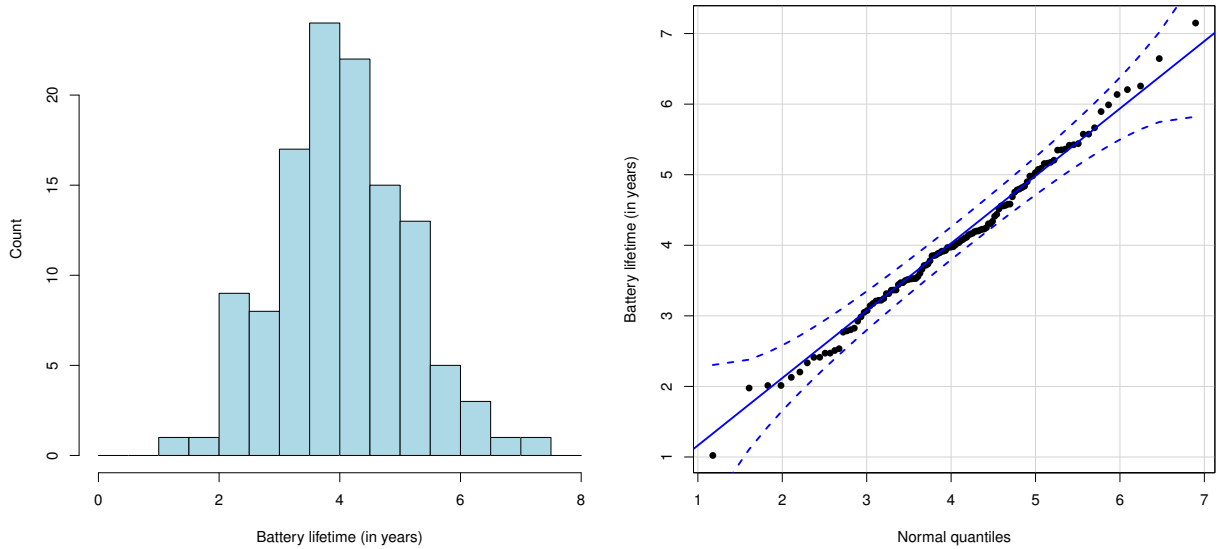 Count
0
5
10
15
20
0 2 4 6 8
Battery lifetime (in years)
Battery lifetime (in years)
1
2
3
4
5
6
7
1 2 3 4 5 6 7
Normal quantiles